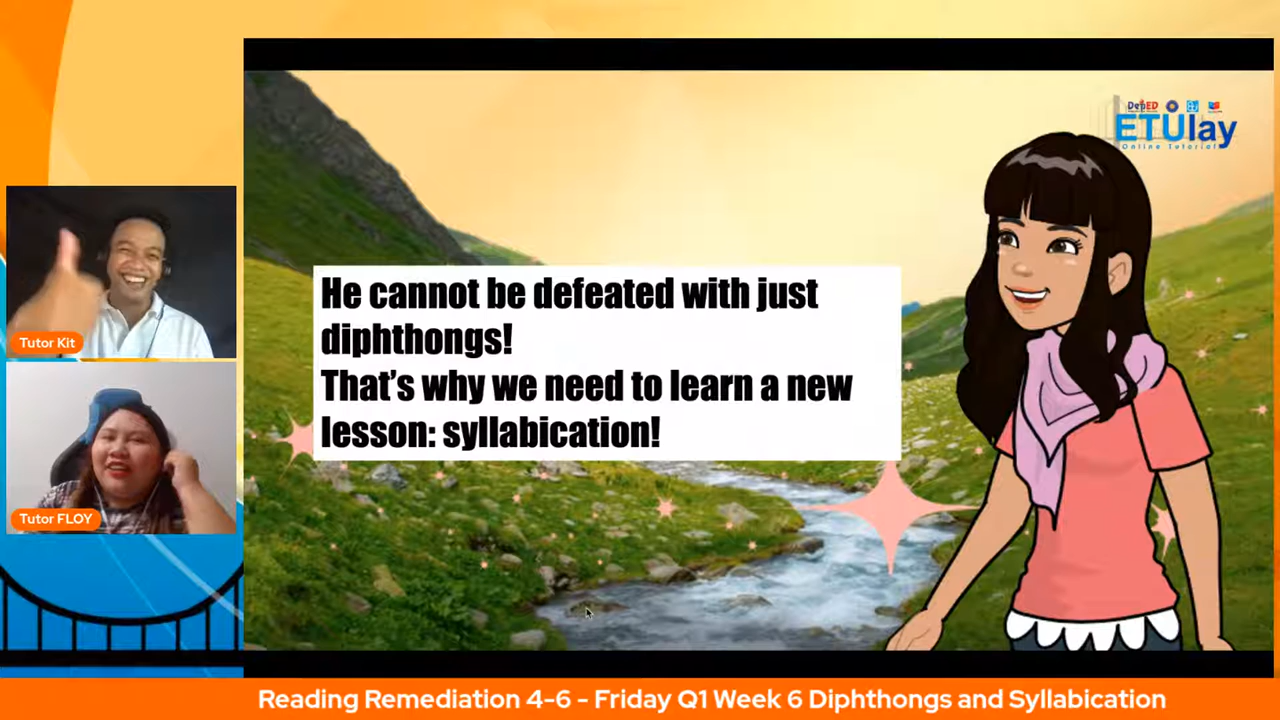 DepED
ETUlay
Online Tutorial
He cannot be defeated with just
diphthongs!
That's why we need to learn a new
lesson: syllabication!
Tutor Kit
Tutor FLOY
Reading Remediation 4-6 - Friday Q1 Week 6 Diphthongs and Syllabication